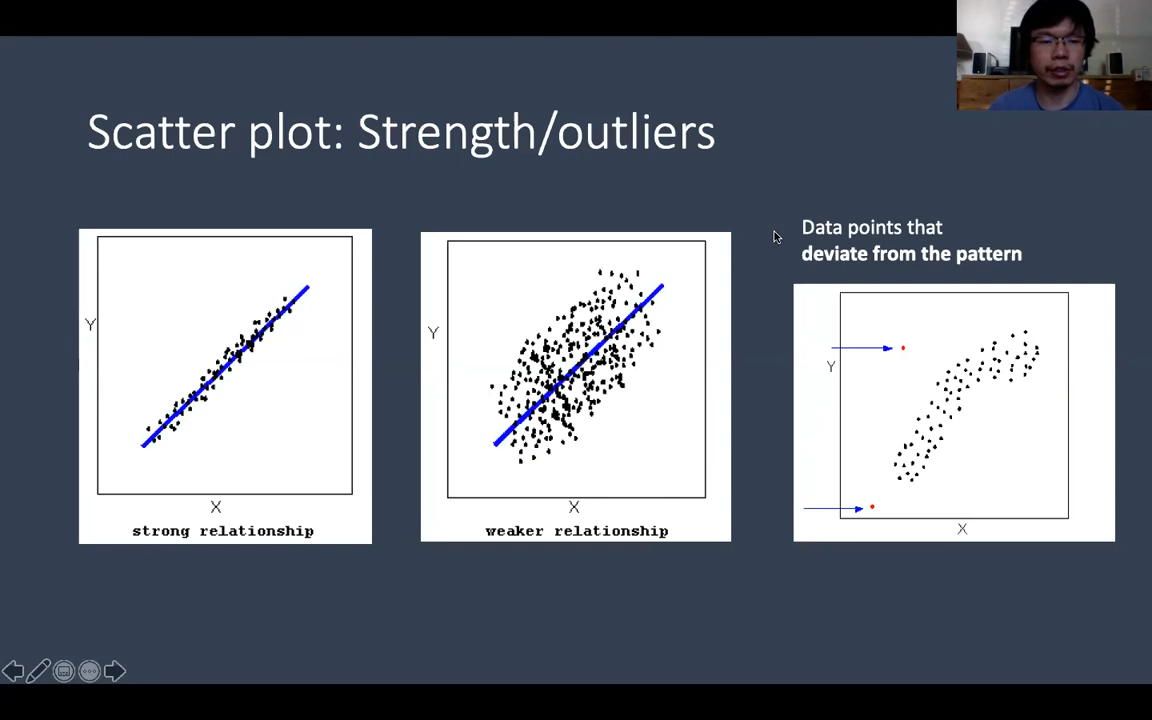 Scatter plot: Strength/outliers
Y
X
strong relationship
Y
X
weaker relationship
Data points that
deviate from the pattern
Y
X